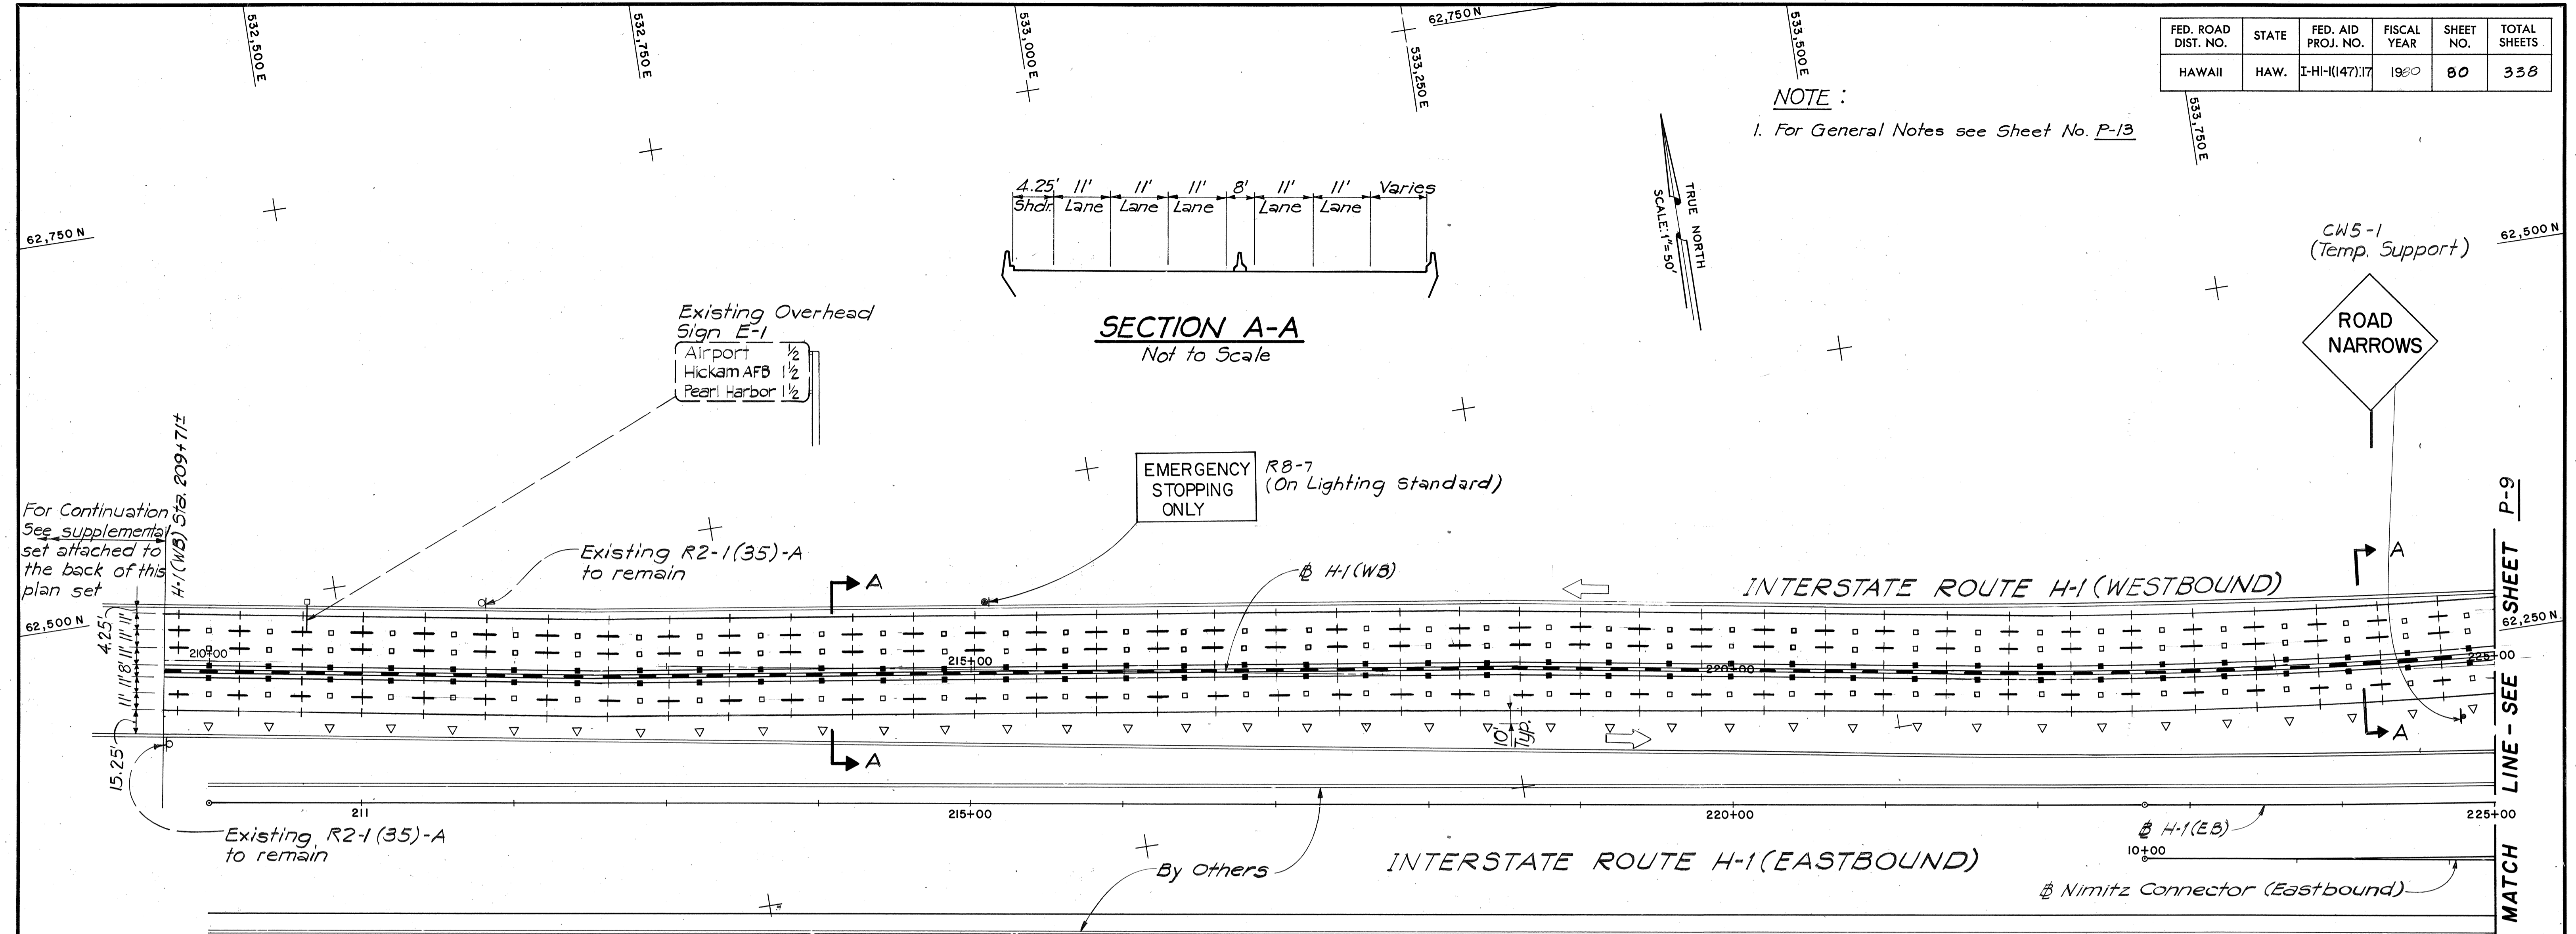 532,500 E
532,750 E
533,000 E
62,750 N
533,250 E
533,500 E
533,750 E
FED. ROAD DIST. NO.
STATE
FED. AID PROJ. NO.
FISCAL YEAR
SHEET NO.
TOTAL SHEETS
HAWAII
HAW.
I-HI-1(147):17
1980
80
338
NOTE :
1. For General Notes see Sheet No. P-13
TRUE NORTH
SCALE: 1"=50'
4.25' 11' 11' 11' 8' 11' 11' Varies
Shdr. Lane Lane Lane Lane Lane
SECTION A-A
Not to Scale
62,750 N
62,500 N
CW5-1
(Temp. Support)
ROAD
NARROWS
Existing Overhead
Sign E-1
Airport ½
Hickam AFB 1½
Pearl Harbor 1½
EMERGENCY
STOPPING
ONLY
R8-7
(On Lighting Standard)
For Continuation
See supplemental
set attached to
the back of this
plan set
H-1(WB) Sta. 209+71±
Existing R2-1(35)-A
to remain
A
℄ H-1(WB)
INTERSTATE ROUTE H-1(WESTBOUND)
A
62,500 N
62,250 N
4.25'
11' 11' 8' 11' 11' 11'
15.25'
210+00
215+00
220+00
225+00
10'
Typ.
A
A
211
215+00
220+00
225+00
Existing R2-1(35)-A
to remain
By Others
INTERSTATE ROUTE H-1(EASTBOUND)
℄ H-1(EB)
10+00
℄ Nimitz Connector (Eastbound)
MATCH LINE - SEE SHEET P-9